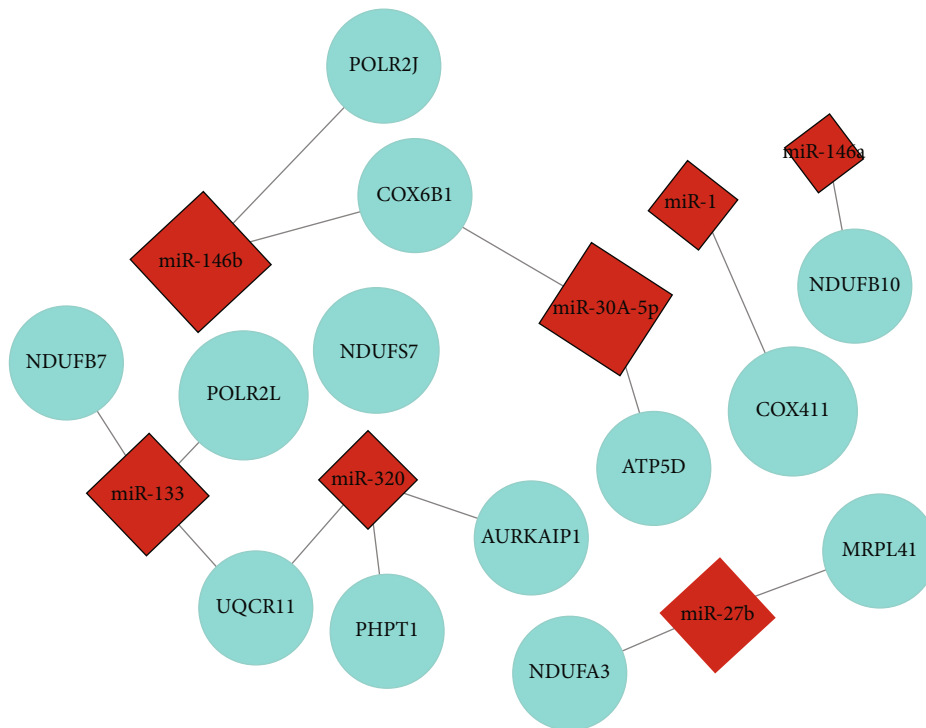 POLR2J
miR-146a
COX6B1
miR-1
miR-146b
NDUFB10
miR-30A-5p
NDUFS7
NDUFB7
POLR2L
COX411
ATP5D
miR-320
miR-133
AURKAIP1
MRPL41
UQCR11
miR-27b
PHPT1
NDUFA3